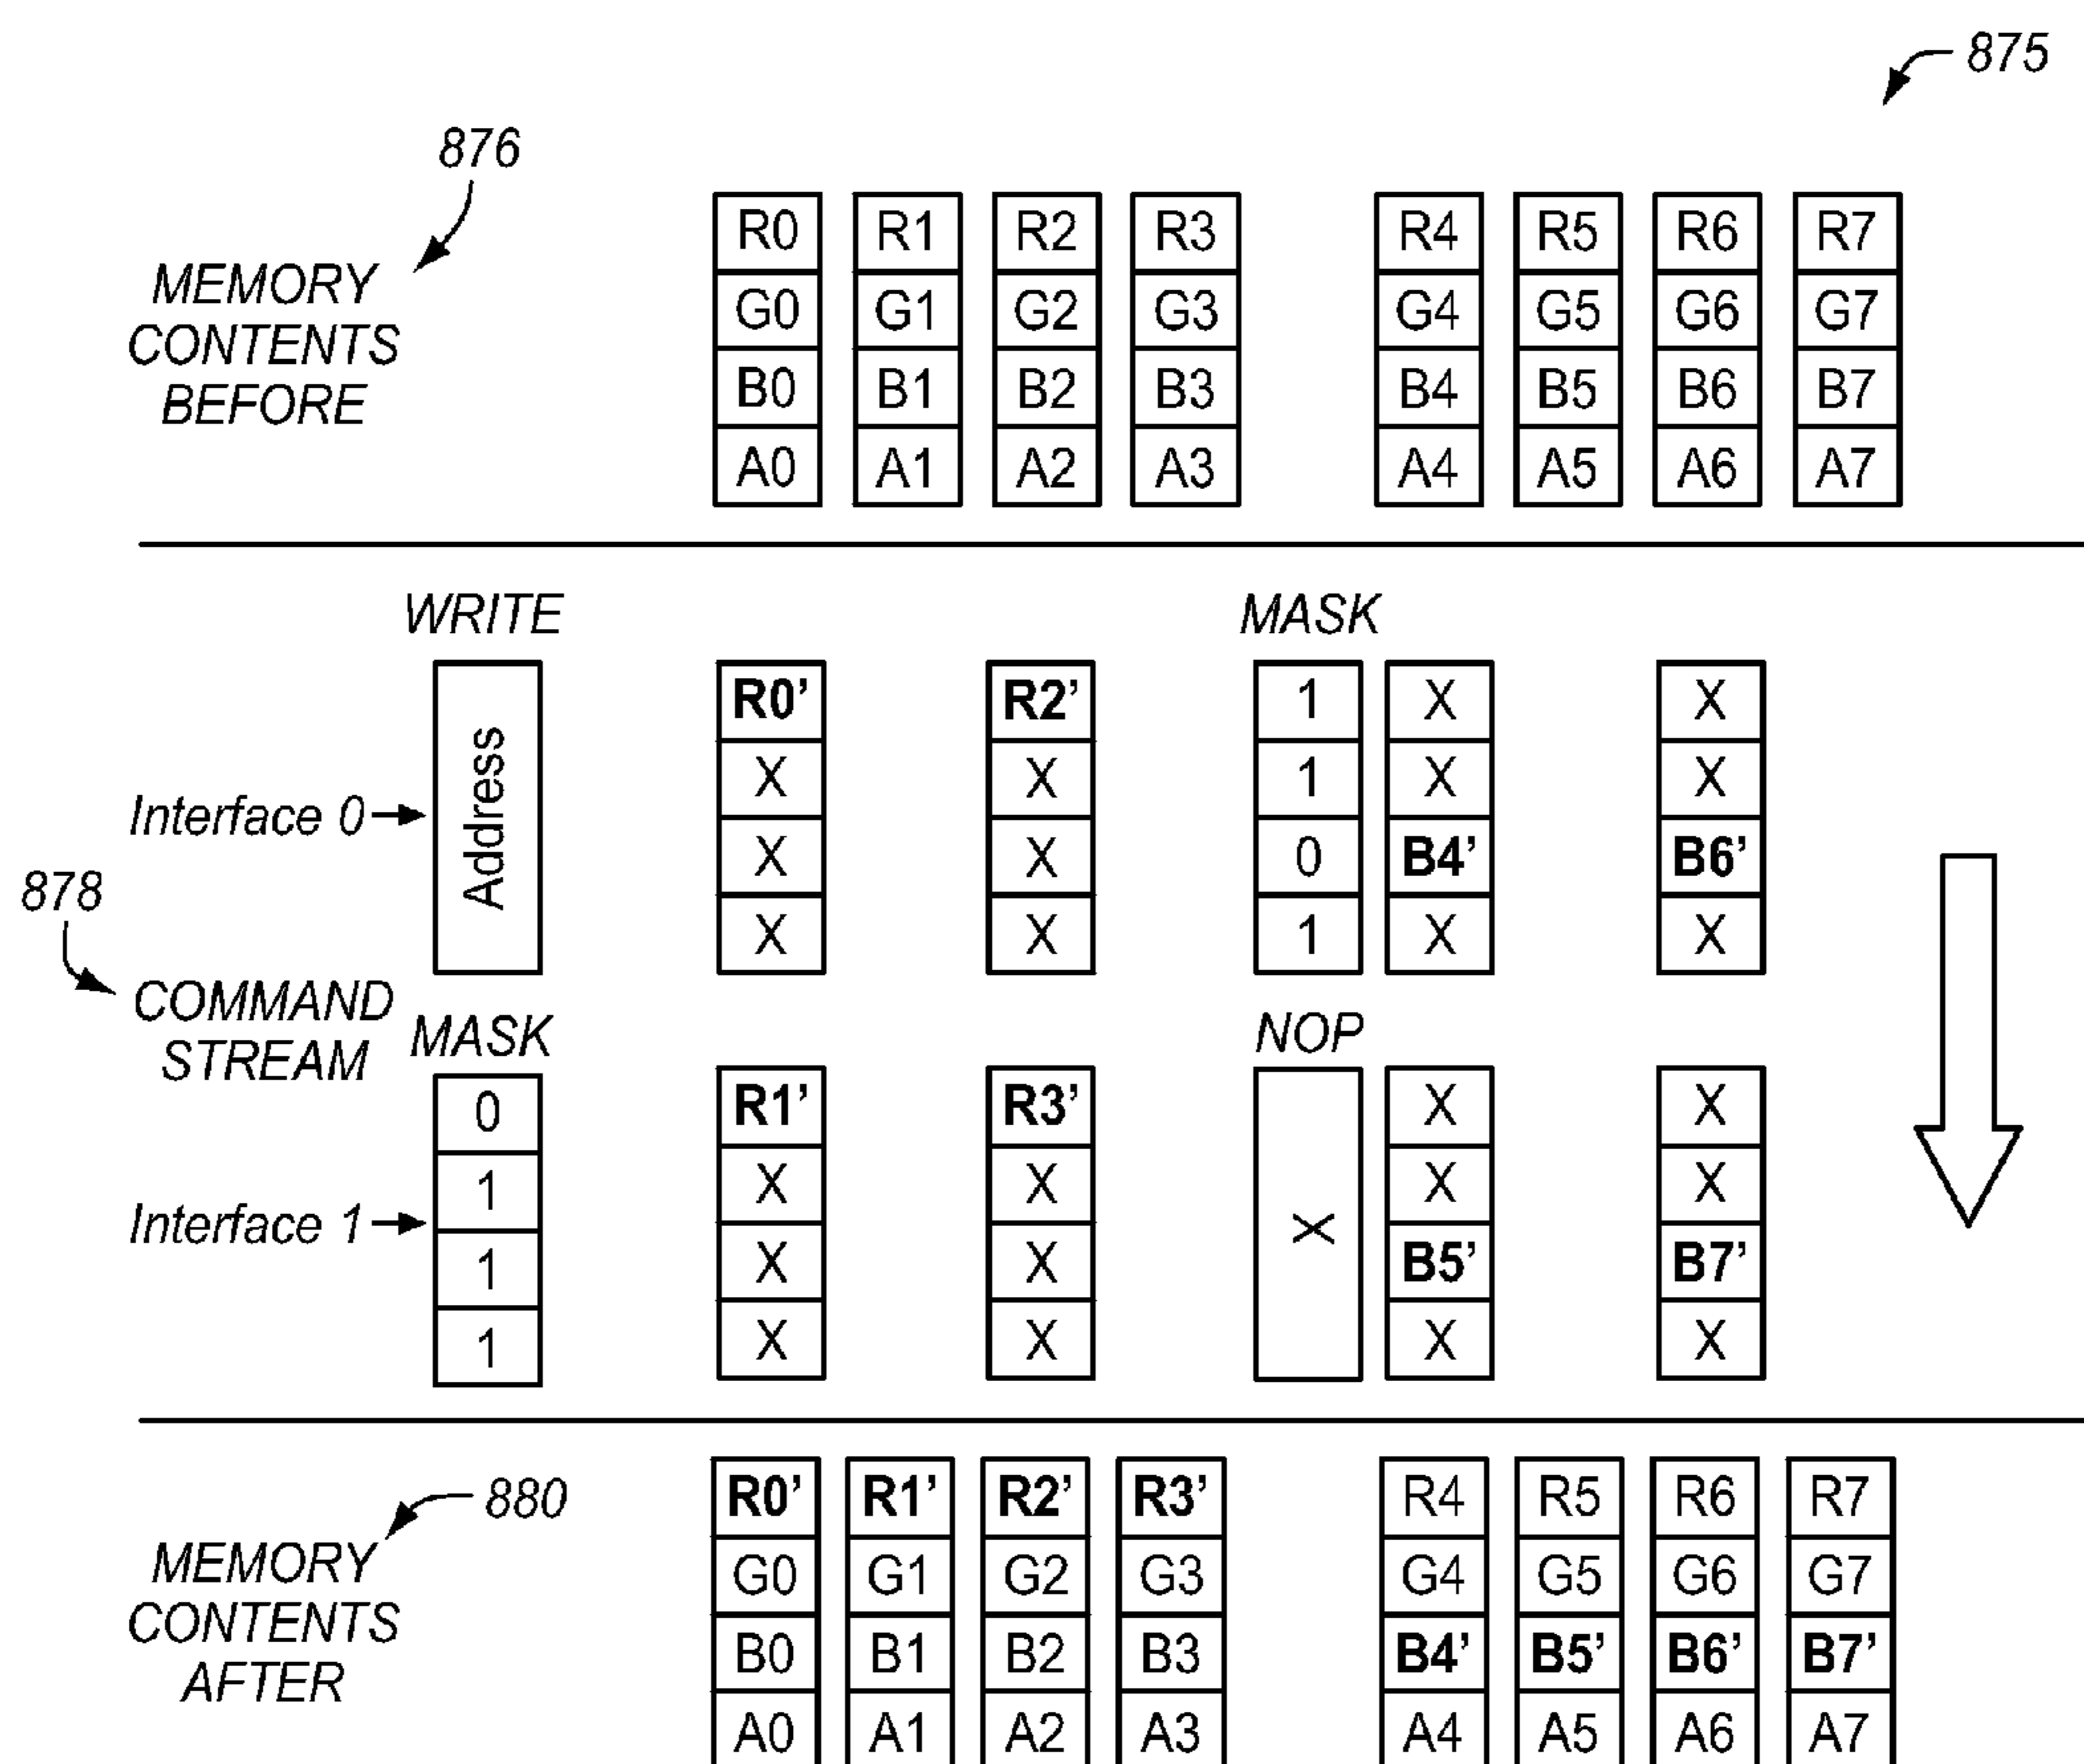 875
876
MEMORY
CONTENTS
BEFORE
R0 R1 R2 R3 R4 R5 R6 R7
G0 G1 G2 G3 G4 G5 G6 G7
B0 B1 B2 B3 B4 B5 B6 B7
A0 A1 A2 A3 A4 A5 A6 A7
WRITE MASK
Interface 0
Address
R0’ R2’ 1 X X
X X 1 X X
X X 0 B4’ B6’
X X 1 X X
878
COMMAND
STREAM
MASK NOP
Interface 1
0 R1’ R3’ X X
1 X X X X
1 X X X B5’ B7’
1 X X X X
880
MEMORY
CONTENTS
AFTER
R0’ R1’ R2’ R3’ R4 R5 R6 R7
G0 G1 G2 G3 G4 G5 G6 G7
B0 B1 B2 B3 B4’ B5’ B6’ B7’
A0 A1 A2 A3 A4 A5 A6 A7